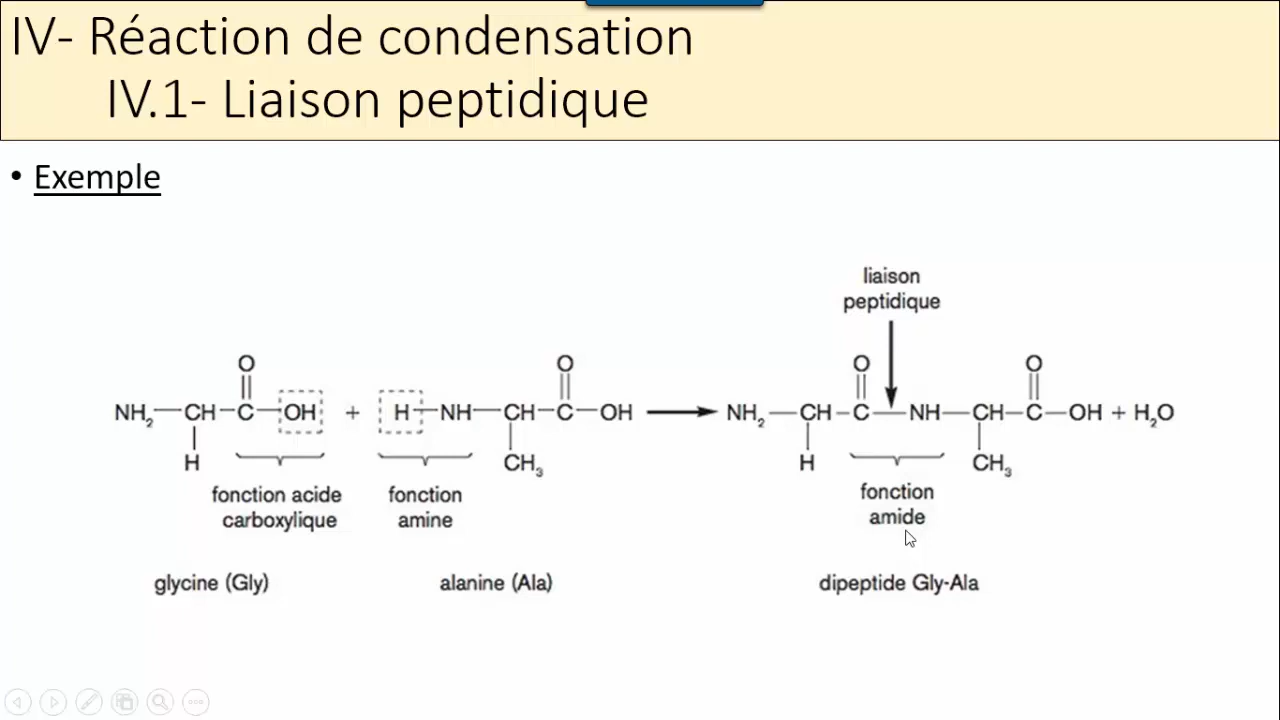 IV- Réaction de condensation
IV.1- Liaison peptidique
• Exemple
liaison
peptidique
O O O O
NH₂—CH—C—OH + H—NH—CH—C—OH → NH₂—CH—C—NH—CH—C—OH + H₂O
H CH₃ H CH₃
fonction acide
carboxylique
fonction
amine
fonction
amide
glycine (Gly) alanine (Ala) dipeptide Gly-Ala